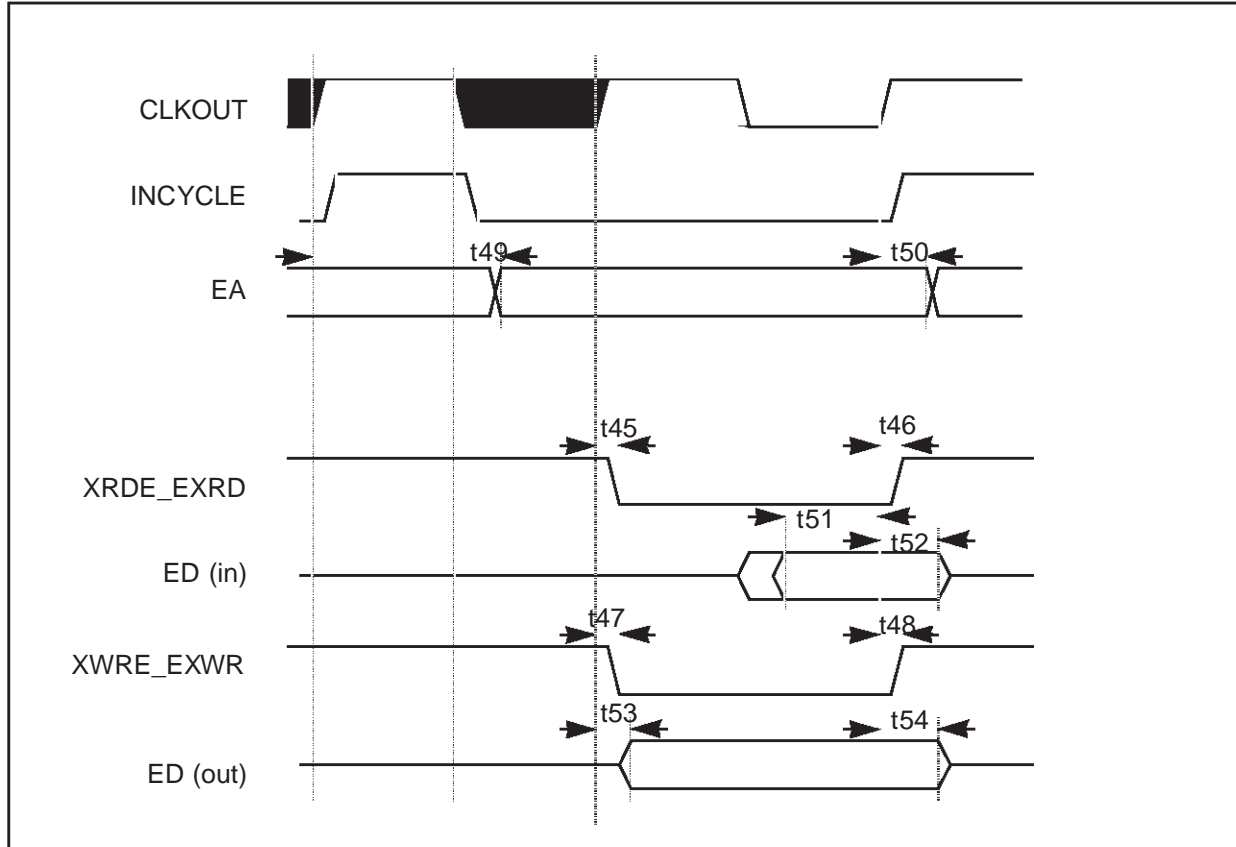 CLKOUT
INCYCLE
t49 t50
EA
t45 t46
XRDE_EXRD
t51
t52
ED (in)
t47 t48
XWRE_EXWR
t53 t54
ED (out)